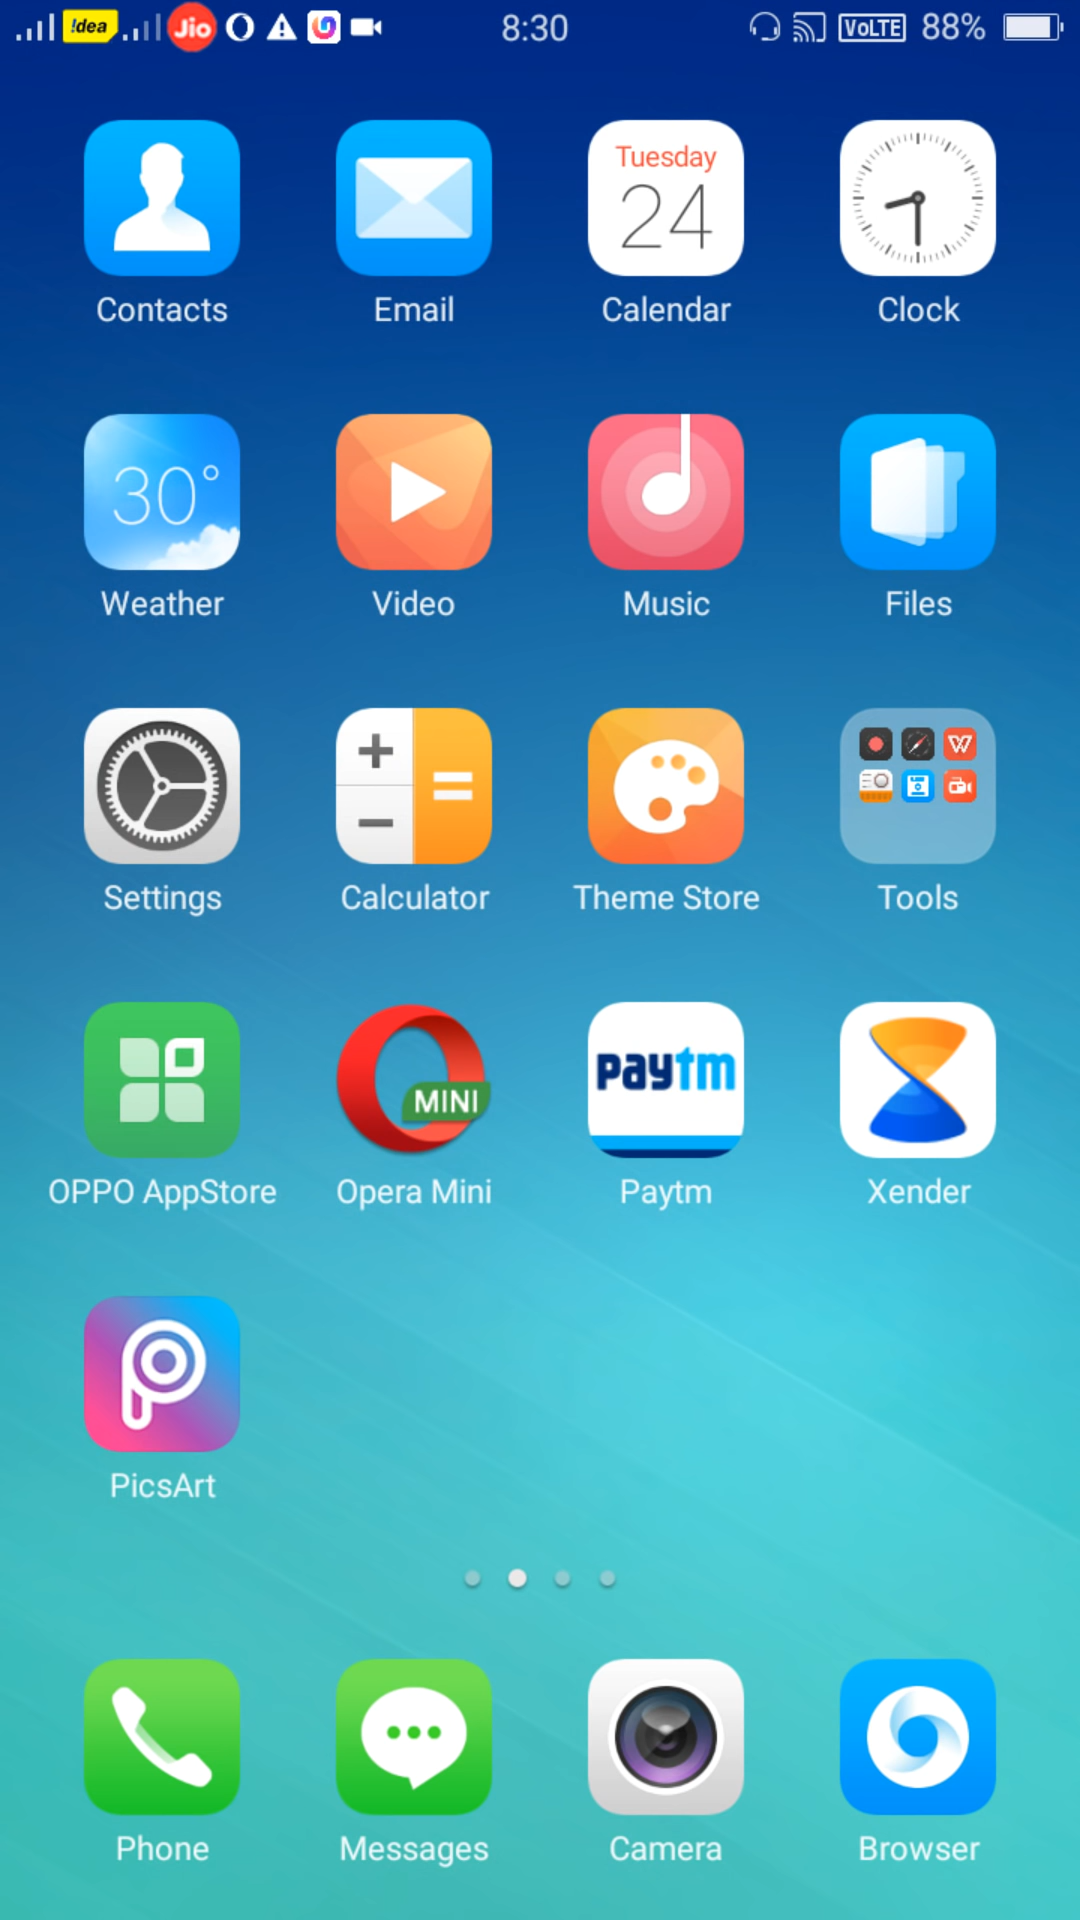 !dea Jio 8:30 VoLTE 88%
Tuesday
24
Contacts Email Calendar Clock
30°
Weather Video Music Files
Settings Calculator Theme Store Tools
MINI paytm
OPPO AppStore Opera Mini Paytm Xender
PicsArt
Phone Messages Camera Browser